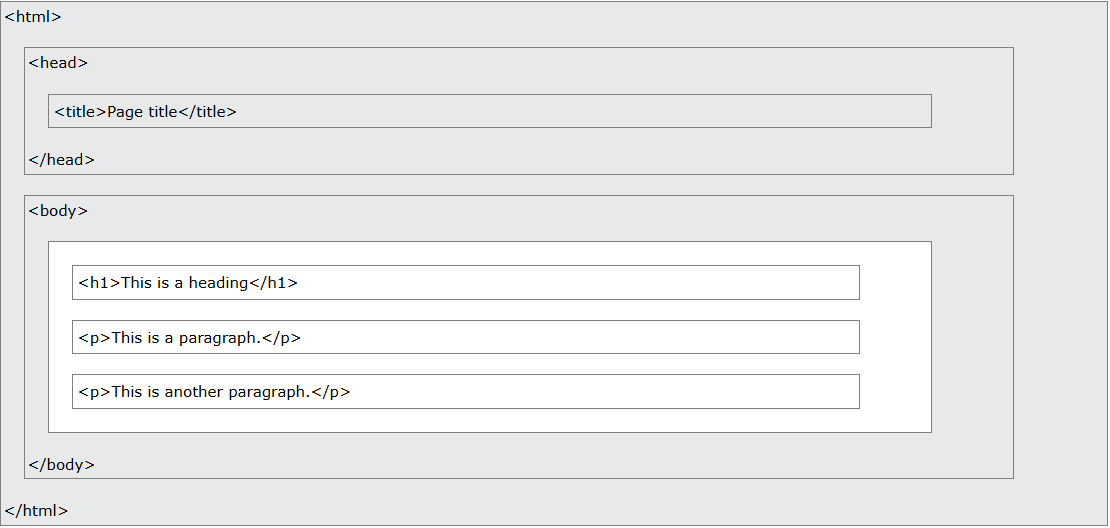 <html>
<head>
<title>Page title</title>
</head>
<body>
<h1>This is a heading</h1>
<p>This is a paragraph.</p>
<p>This is another paragraph.</p>
</body>
</html>